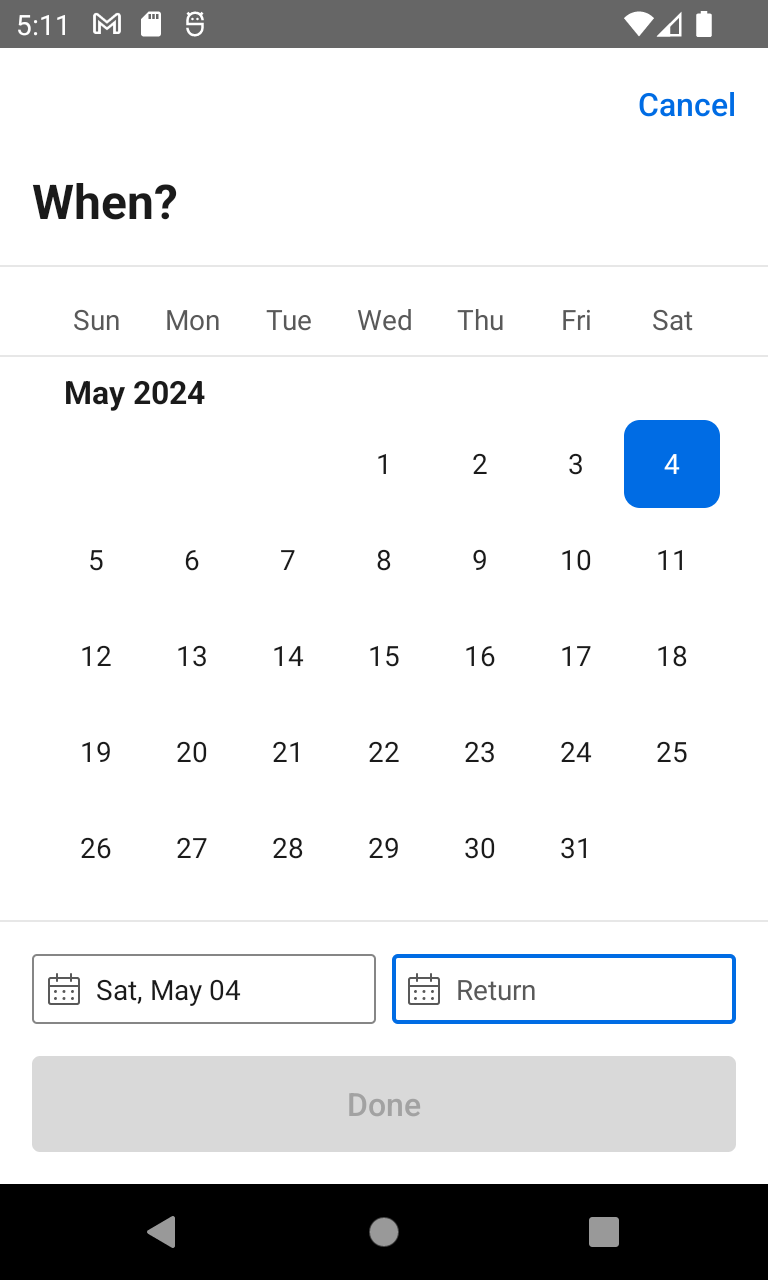 5:11
Cancel
When?
Sun Mon Tue Wed Thu Fri Sat
May 2024
1 2 3 4
5 6 7 8 9 10 11
12 13 14 15 16 17 18
19 20 21 22 23 24 25
26 27 28 29 30 31
Sat, May 04 Return
Done